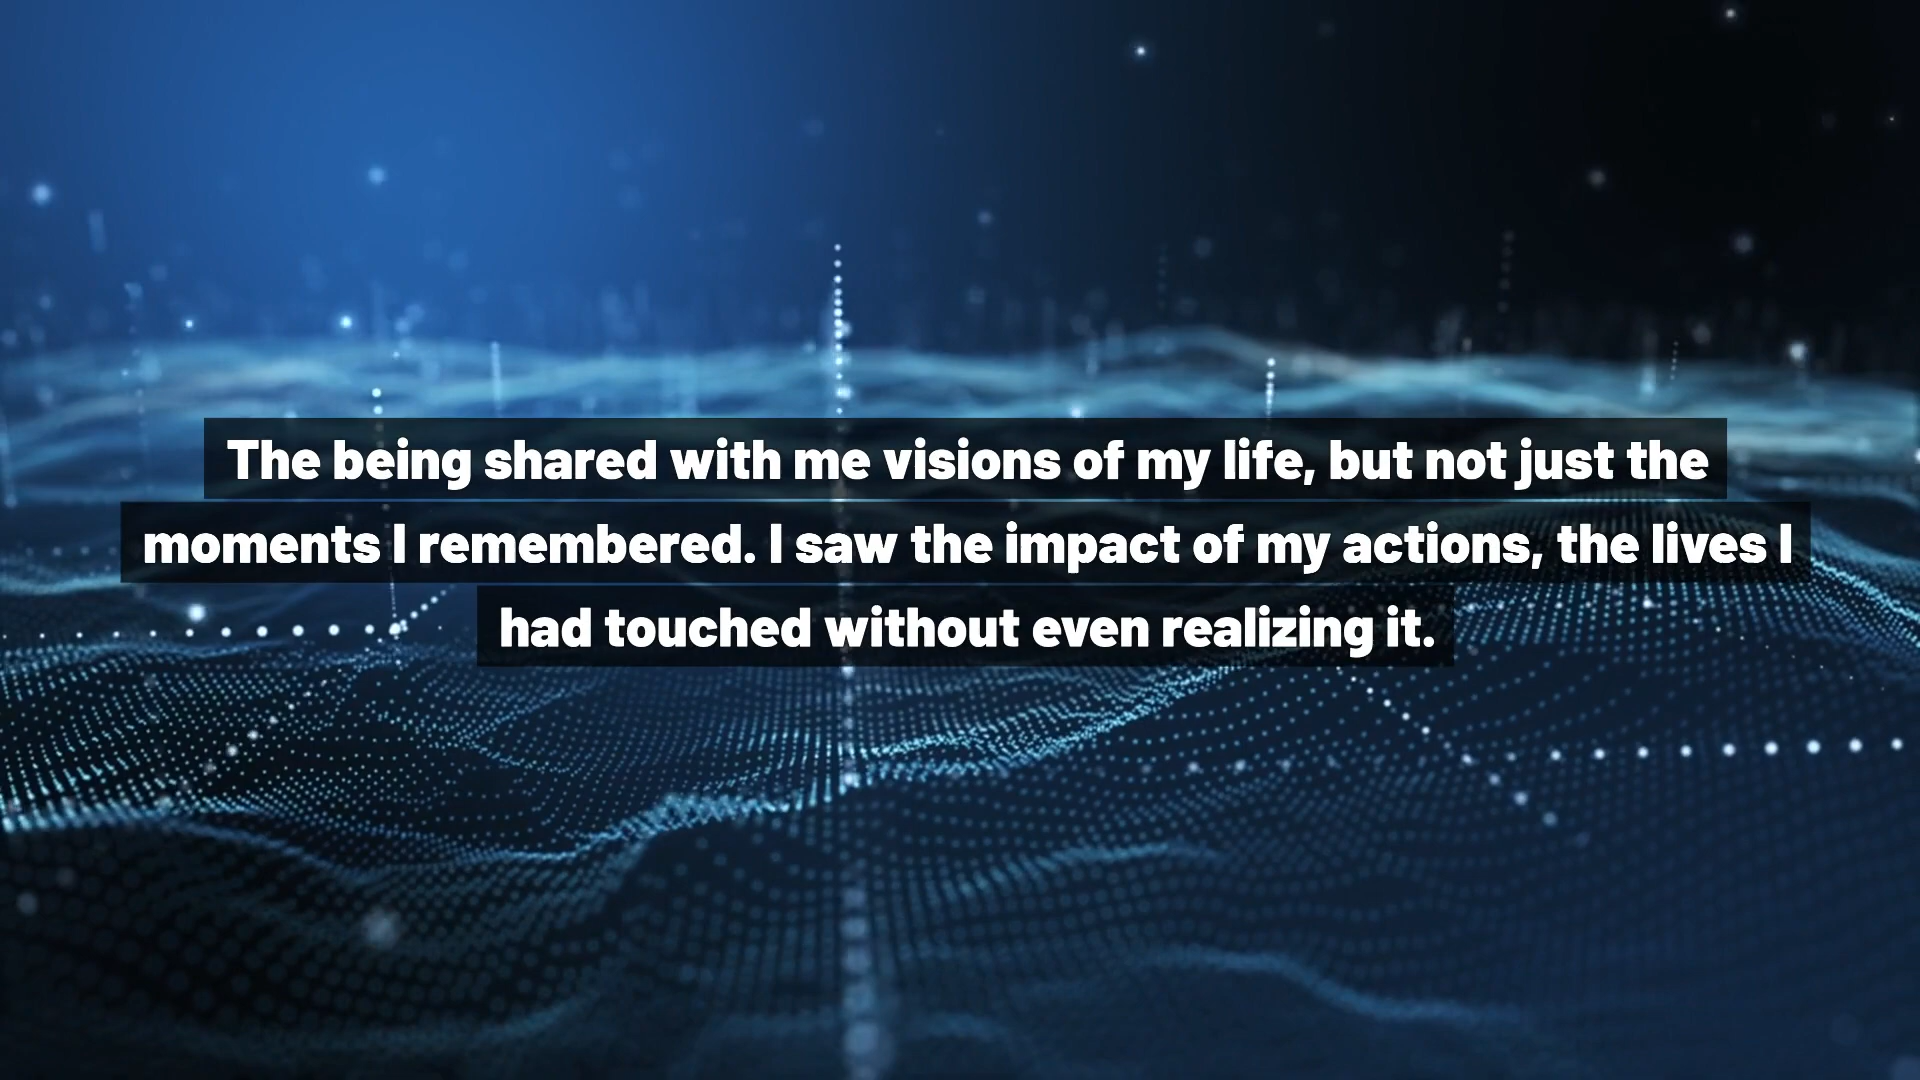 The being shared with me visions of my life, but not just the
moments I remembered. I saw the impact of my actions, the lives I
had touched without even realizing it.